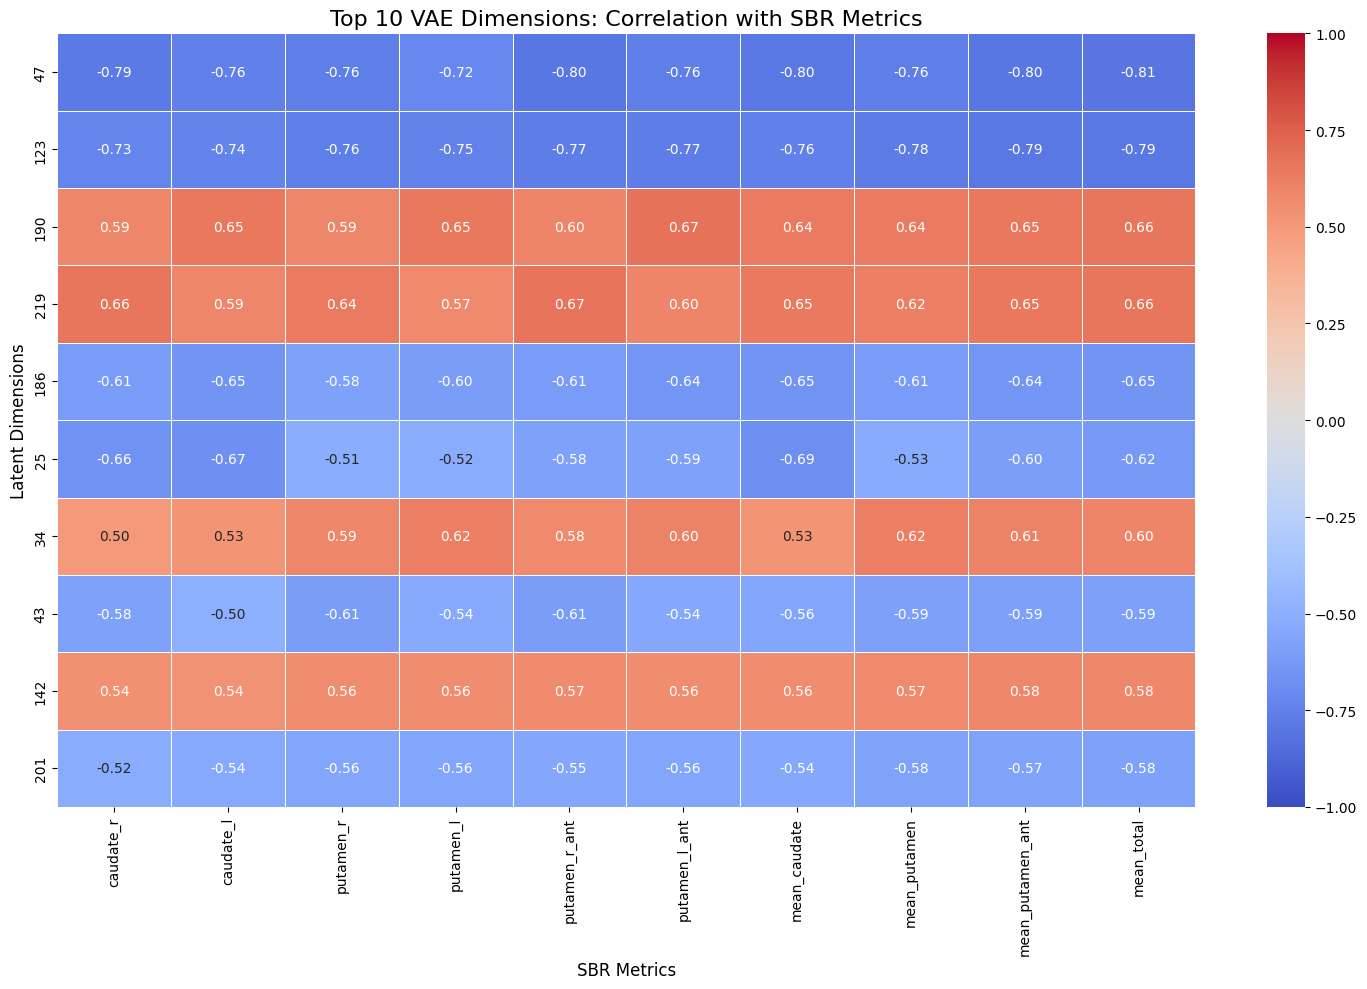 Top 10 VAE Dimensions: Correlation with SBR Metrics
Latent Dimensions
47 -0.79 -0.76 -0.76 -0.72 -0.80 -0.76 -0.80 -0.76 -0.80 -0.81
123 -0.73 -0.74 -0.76 -0.75 -0.77 -0.77 -0.76 -0.78 -0.79 -0.79
190 0.59 0.65 0.59 0.65 0.60 0.67 0.64 0.64 0.65 0.66
219 0.66 0.59 0.64 0.57 0.67 0.60 0.65 0.62 0.65 0.66
186 -0.61 -0.65 -0.58 -0.60 -0.61 -0.64 -0.65 -0.61 -0.64 -0.65
25 -0.66 -0.67 -0.51 -0.52 -0.58 -0.59 -0.69 -0.53 -0.60 -0.62
34 0.50 0.53 0.59 0.62 0.58 0.60 0.53 0.62 0.61 0.60
43 -0.58 -0.50 -0.61 -0.54 -0.61 -0.54 -0.56 -0.59 -0.59 -0.59
142 0.54 0.54 0.56 0.56 0.57 0.56 0.56 0.57 0.58 0.58
201 -0.52 -0.54 -0.56 -0.56 -0.55 -0.56 -0.54 -0.58 -0.57 -0.58
caudate_r caudate_l putamen_r putamen_l putamen_r_ant putamen_l_ant mean_caudate mean_putamen mean_putamen_ant mean_total
SBR Metrics
1.00
0.75
0.50
0.25
0.00
−0.25
−0.50
−0.75
−1.00